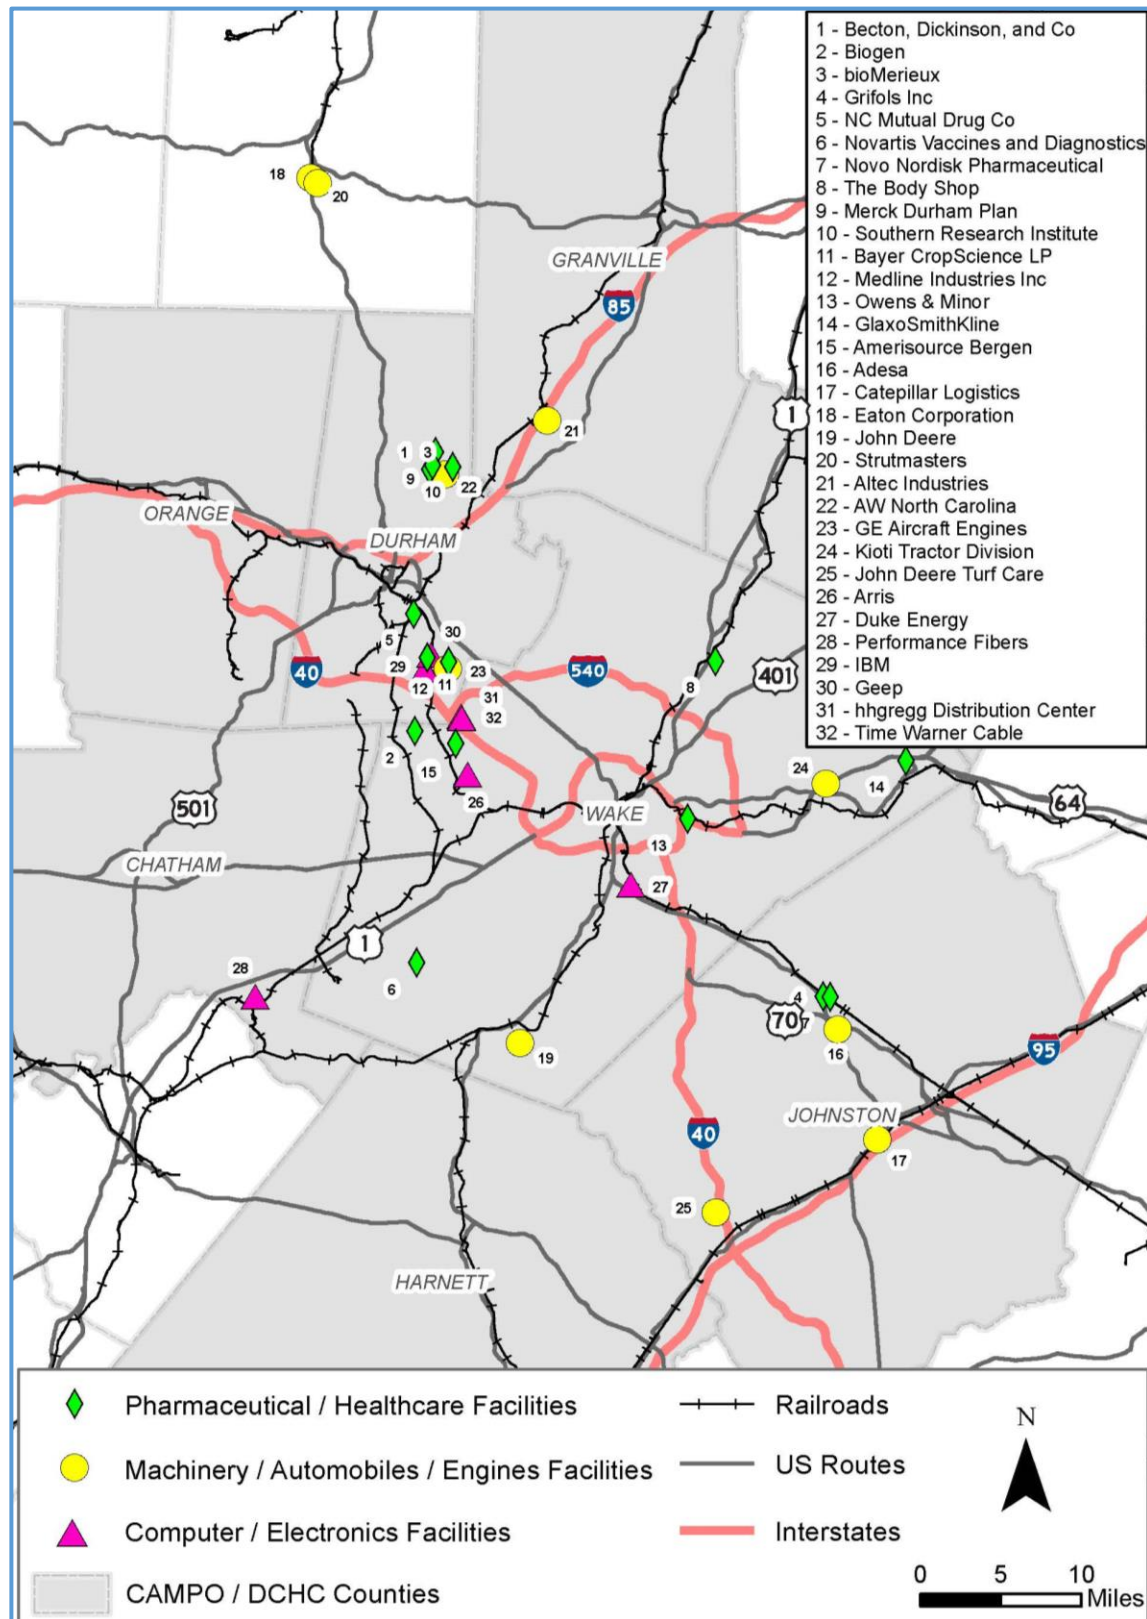 1 - Becton, Dickinson, and Co
2 - Biogen
3 - bioMerieux
4 - Grifols Inc
5 - NC Mutual Drug Co
6 - Novartis Vaccines and Diagnostics
7 - Novo Nordisk Pharmaceutical
8 - The Body Shop
9 - Merck Durham Plan
10 - Southern Research Institute
11 - Bayer CropScience LP
12 - Medline Industries Inc
13 - Owens & Minor
14 - GlaxoSmithKline
15 - Amerisource Bergen
16 - Adesa
17 - Catepillar Logistics
18 - Eaton Corporation
19 - John Deere
20 - Strutmasters
21 - Altec Industries
22 - AW North Carolina
23 - GE Aircraft Engines
24 - Kioti Tractor Division
25 - John Deere Turf Care
26 - Arris
27 - Duke Energy
28 - Performance Fibers
29 - IBM
30 - Geep
31 - hhgregg Distribution Center
32 - Time Warner Cable
18
20
GRANVILLE
85
1
21
1 3
9
10 22
ORANGE
DURHAM
5 30
29 23
12 11
40
540
401
8
31
32
2
15
26
24
14
64
501
WAKE
CHATHAM
13
27
1
28
6
4
70
7
16
19
95
JOHNSTON
40
17
25
HARNETT
Pharmaceutical / Healthcare Facilities
Machinery / Automobiles / Engines Facilities
Computer / Electronics Facilities
CAMPO / DCHC Counties
Railroads
US Routes
Interstates
N
0 5 10
Miles